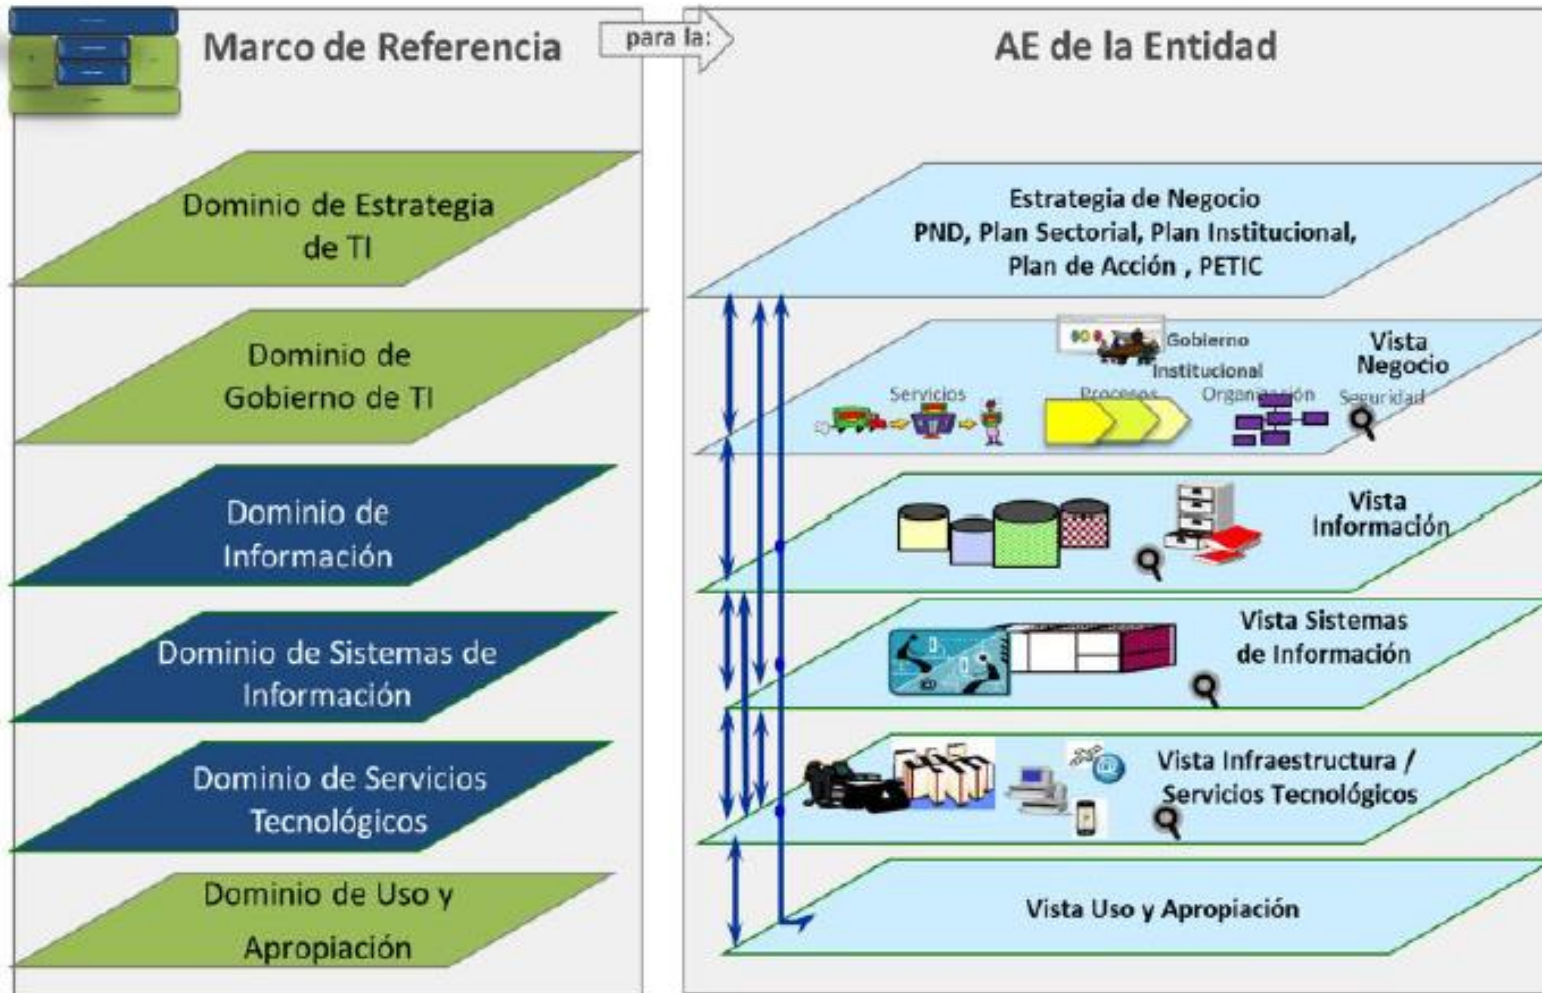 Marco de Referencia
para la:
AE de la Entidad
Dominio de Estrategia
de TI
Dominio de
Gobierno de TI
Dominio de
Información
Dominio de Sistemas de
Información
Dominio de Servicios
Tecnológicos
Dominio de Uso y
Apropiación
Estrategia de Negocio
PND, Plan Sectorial, Plan Institucional,
Plan de Acción , PETIC
Gobierno
Institucional
Vista
Negocio
Servicios
Procesos
Organización
Seguridad
Vista
Información
Vista Sistemas
de Información
Vista Infraestructura /
Servicios Tecnológicos
Vista Uso y Apropiación